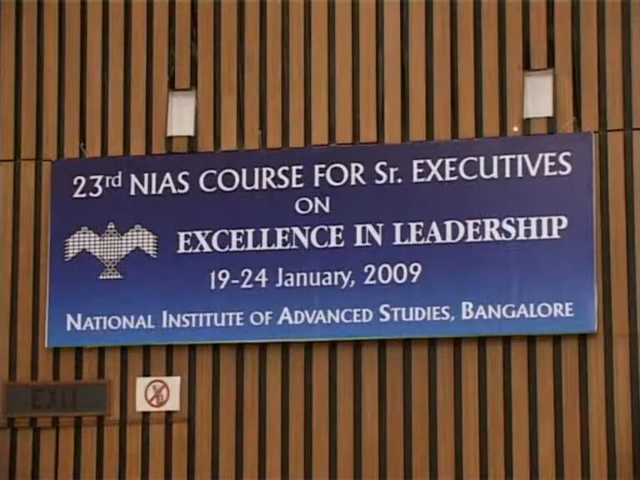 23rd NIAS COURSE FOR Sr. EXECUTIVES
ON
EXCELLENCE IN LEADERSHIP
19-24 January, 2009
NATIONAL INSTITUTE OF ADVANCED STUDIES, BANGALORE
EXIT